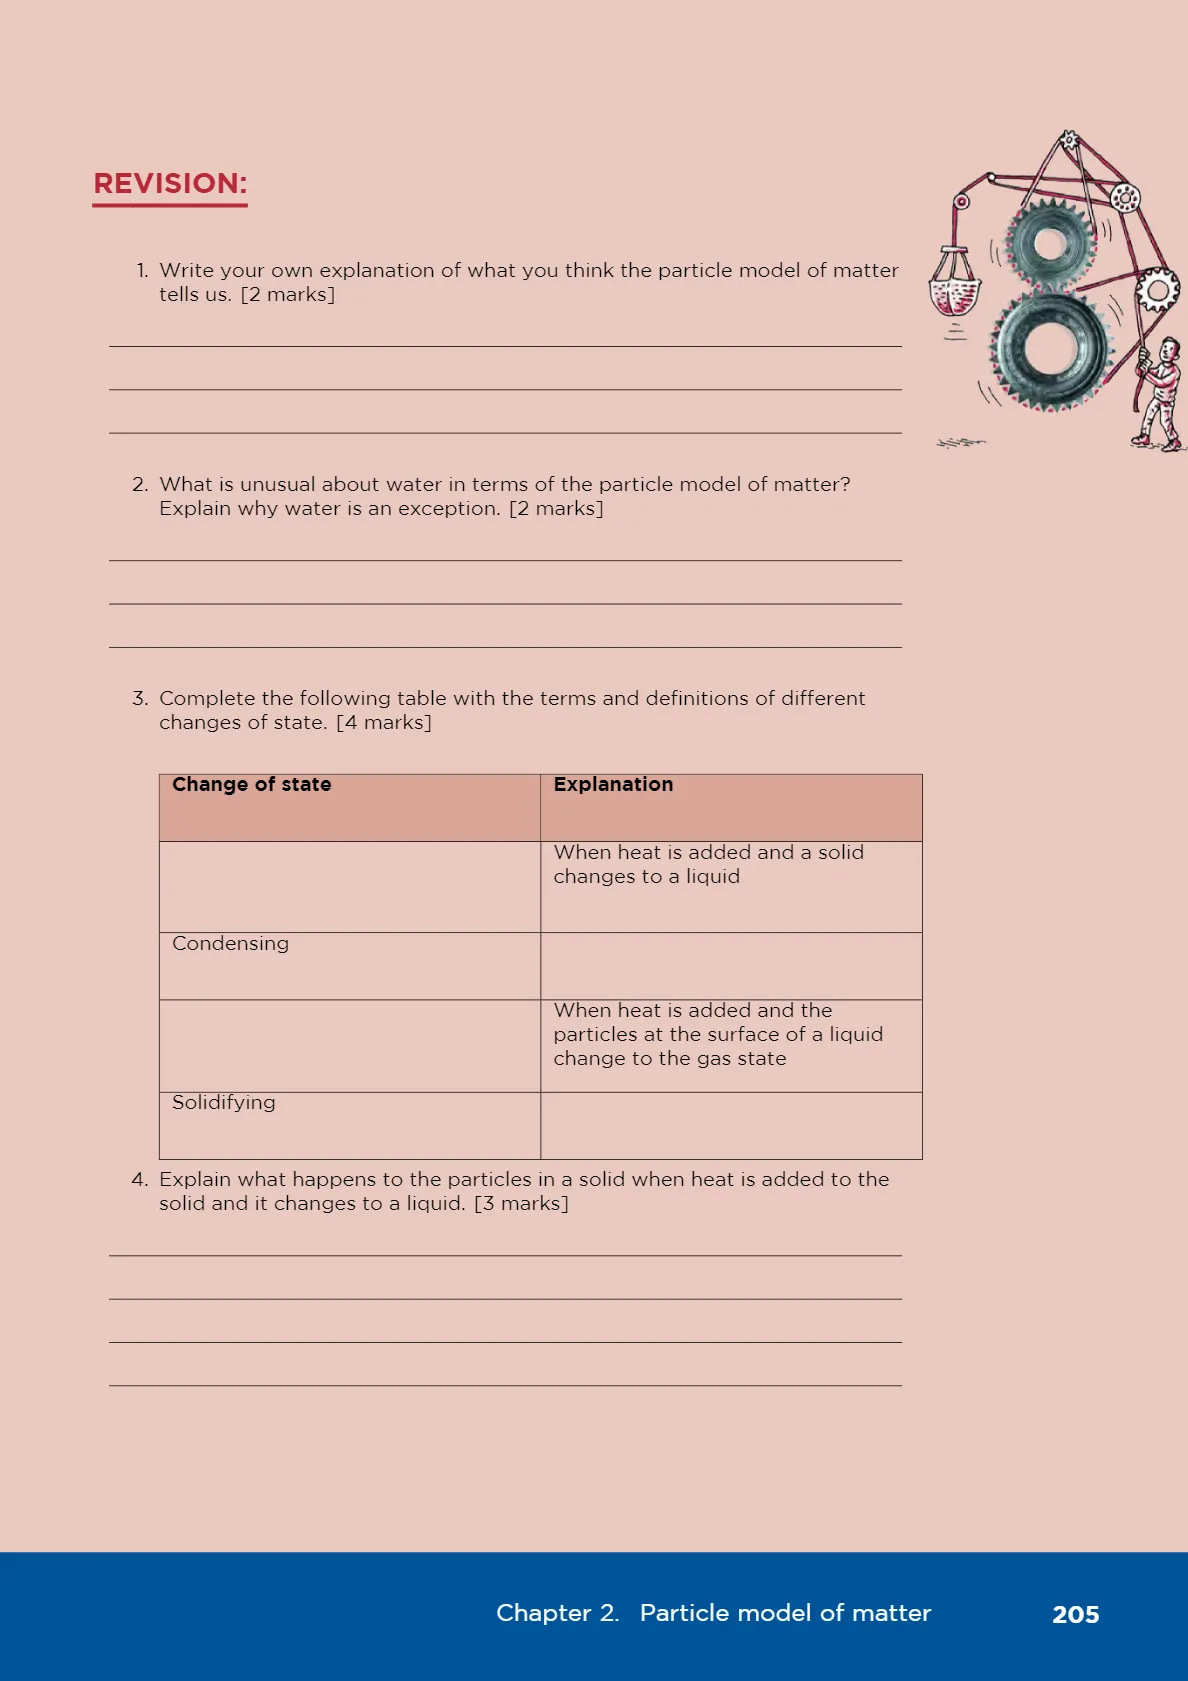 REVISION:
1. Write your own explanation of what you think the particle model of matter
tells us. [2 marks]
2. What is unusual about water in terms of the particle model of matter?
Explain why water is an exception. [2 marks]
3. Complete the following table with the terms and definitions of different
changes of state. [4 marks]
Change of state Explanation
When heat is added and a solid
changes to a liquid
Condensing
When heat is added and the
particles at the surface of a liquid
change to the gas state
Solidifying
4. Explain what happens to the particles in a solid when heat is added to the
solid and it changes to a liquid. [3 marks]
Chapter 2. Particle model of matter 205